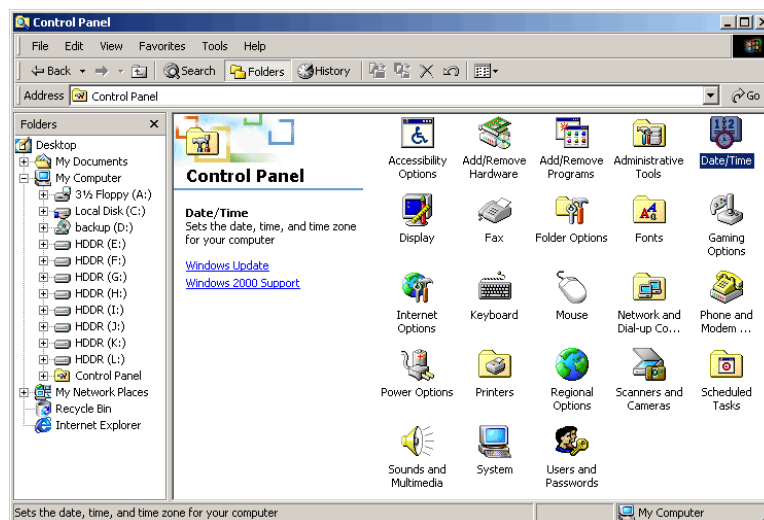 Control Panel
File Edit View Favorites Tools Help
Back Search Folders History
Address Control Panel Go
Folders X
Desktop
My Documents
My Computer
3½ Floppy (A:)
Local Disk (C:)
backup (D:)
HDDR (E:)
HDDR (F:)
HDDR (G:)
HDDR (H:)
HDDR (I:)
HDDR (J:)
HDDR (K:)
HDDR (L:)
Control Panel
My Network Places
Recycle Bin
Internet Explorer
Control Panel
Date/Time
Sets the date, time, and time zone
for your computer
Windows Update
Windows 2000 Support
Accessibility
Options
Add/Remove
Hardware
Add/Remove
Programs
Administrative
Tools
Date/Time
Display
Fax
Folder Options
Fonts
Gaming
Options
Internet
Options
Keyboard
Mouse
Network and
Dial-up Co...
Phone and
Modem ...
Power Options
Printers
Regional
Options
Scanners and
Cameras
Scheduled
Tasks
Sounds and
Multimedia
System
Users and
Passwords
Sets the date, time, and time zone for your computer
My Computer